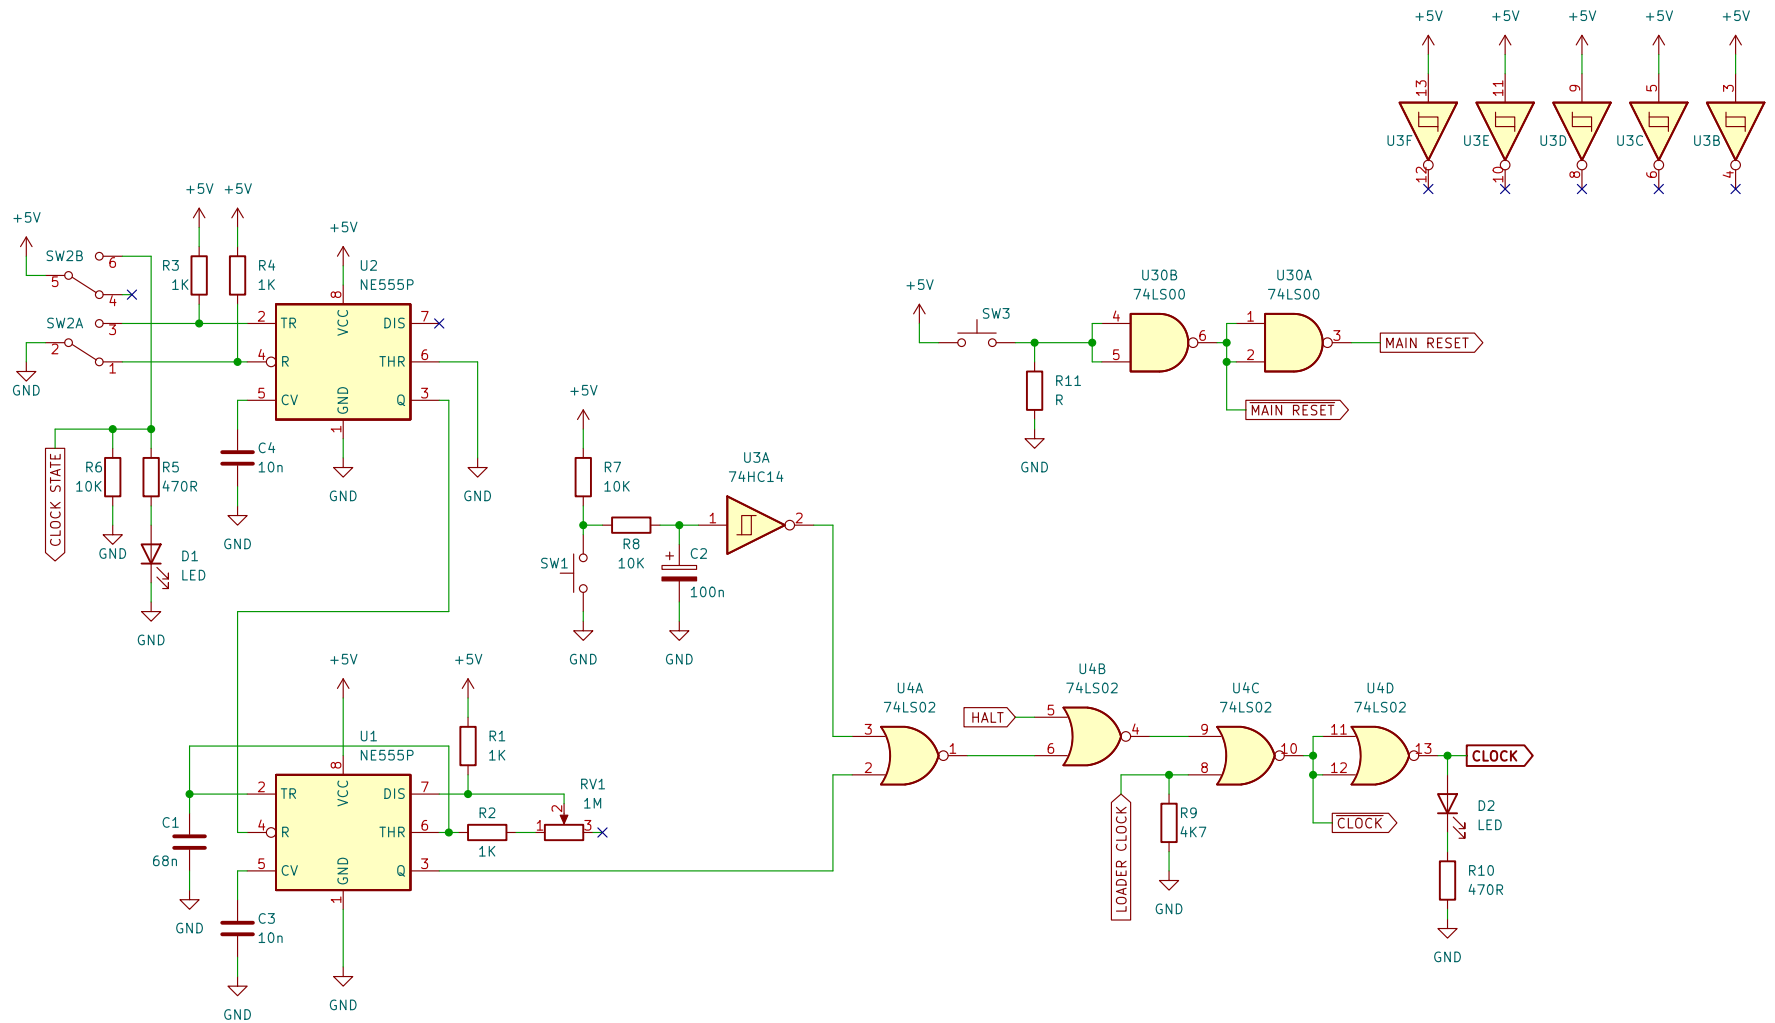 +5V
+5V
+5V
+5V
+5V
13
11
9
5
3
U3F
U3E
U3D
U3C
U3B
12
10
8
6
4
+5V
+5V
+5V
+5V
SW2B
6
5
4
SW2A
3
2
1
GND
R3
1K
R4
1K
U2
NE555P
8
2
TR
VCC
DIS
7
4
R
THR
6
5
CV
GND
Q
3
1
C4
10n
GND
GND
GND
CLOCK STATE
R6
10K
R5
470R
GND
D1
LED
GND
+5V
SW3
R11
R
GND
U30B
74LS00
4
5
6
U30A
74LS00
1
2
3
MAIN RESET
MAIN RESET
+5V
R7
10K
SW1
R8
10K
C2
+
100n
GND
GND
U3A
74HC14
1
2
+5V
+5V
R1
1K
U1
NE555P
8
2
TR
VCC
DIS
7
4
R
THR
6
5
CV
GND
Q
3
1
C1
68n
GND
C3
10n
GND
GND
R2
1K
RV1
1M
2
1
3
U4A
74LS02
3
2
1
HALT
U4B
74LS02
5
6
4
U4C
74LS02
9
8
10
U4D
74LS02
11
12
13
CLOCK
CLOCK
LOADER CLOCK
R9
4K7
GND
D2
LED
R10
470R
GND